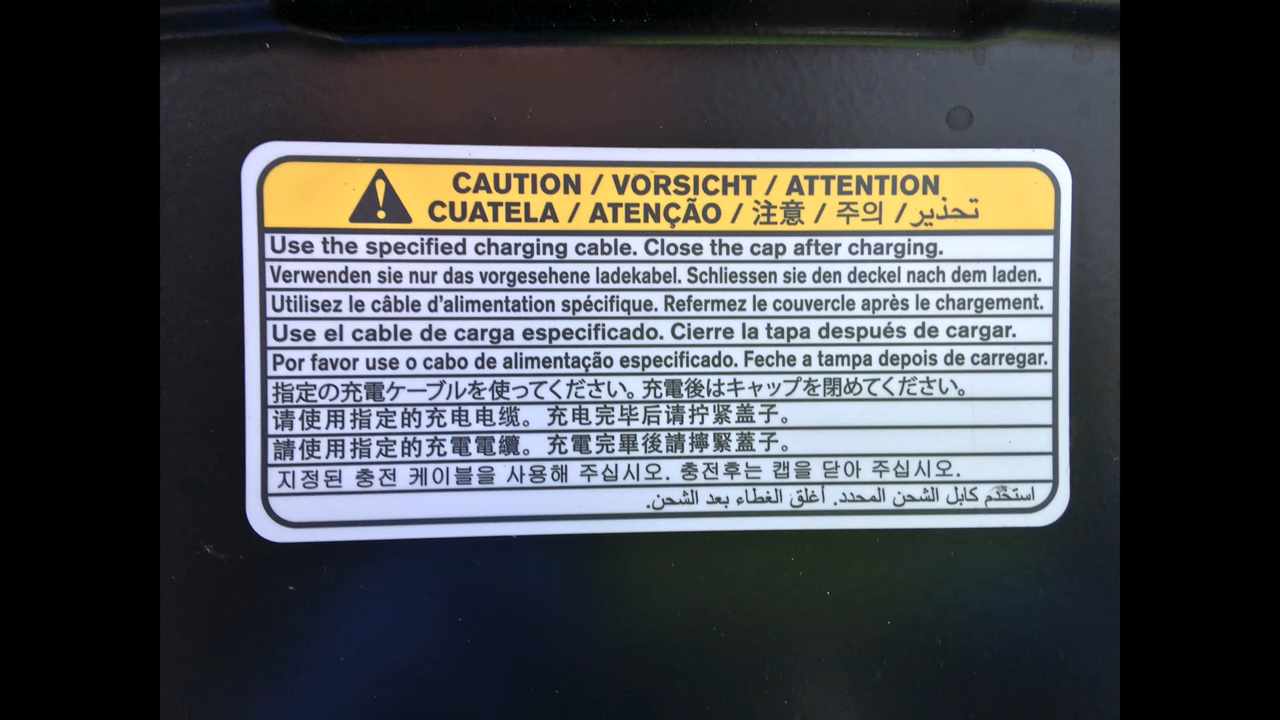 CAUTION / VORSICHT / ATTENTION
CUATELA / ATENÇÃO / 注意 / 주의 / تحذير
Use the specified charging cable. Close the cap after charging.
Verwenden sie nur das vorgesehene ladekabel. Schliessen sie den deckel nach dem laden.
Utilisez le câble d'alimentation spécifique. Refermez le couvercle après le chargement.
Use el cable de carga especificado. Cierre la tapa después de cargar.
Por favor use o cabo de alimentação especificado. Feche a tampa depois de carregar.
指定の充電ケーブルを使ってください。充電後はキャップを閉めてください。
请使用指定的充电电缆。充电完毕后请拧紧盖子。
請使用指定的充電電纜。充電完畢後請擰緊蓋子。
지정된 충전 케이블을 사용해 주십시오. 충전후는 캡을 닫아 주십시오.
استخدم كابل الشحن المحدد. أغلق الغطاء بعد الشحن.